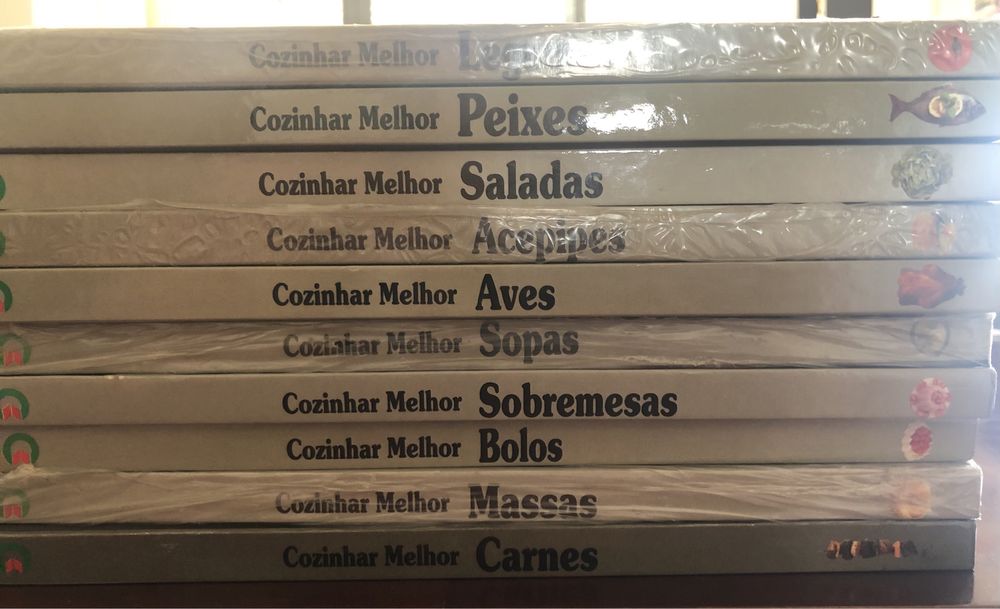 Cozinhar Melhor
Cozinhar Melhor Peixes
Cozinhar Melhor Saladas
Cozinhar Melhor Acepipes
Cozinhar Melhor Aves
Cozinhar Melhor Sopas
Cozinhar Melhor Sobremesas
Cozinhar Melhor Bolos
Cozinhar Melhor Massas
Cozinhar Melhor Carnes